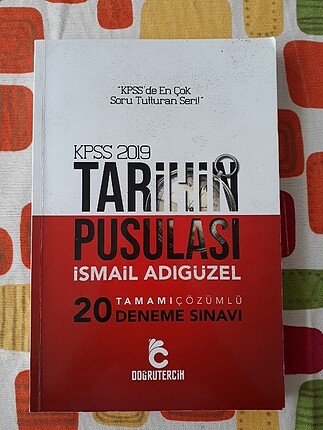 "KPSS'de En Çok
Soru Tutturan Seri!"
KPSS 2019
TARİHİN
PUSULASI
İSMAİL ADIGÜZEL
20 TAMAMI ÇÖZÜMLÜ
DENEME SINAVI
DOĞRUTERCİH